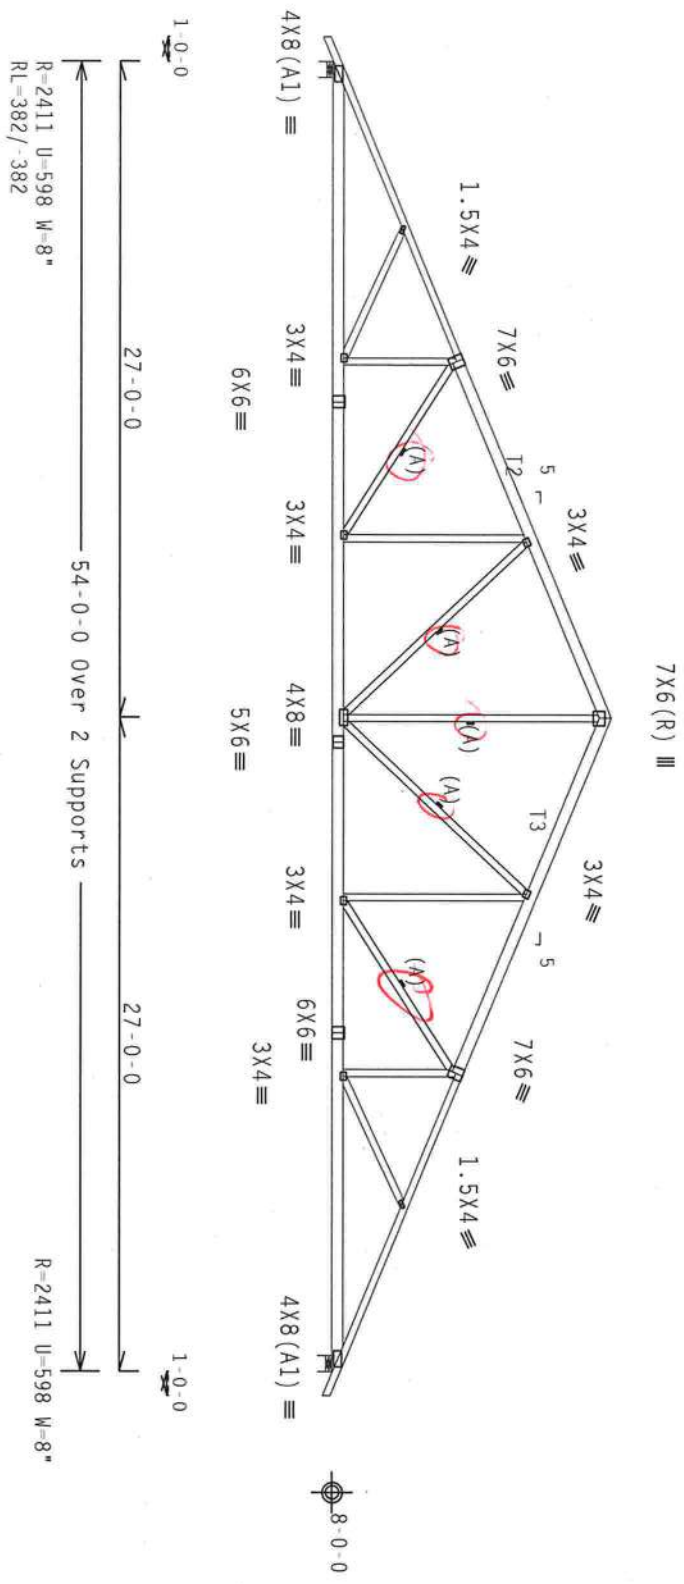 7X6(R) ⫼
3X4 ≡
3X4 ≡
5
5
T2
T3
7X6 ≡
7X6 ≡
1.5X4 ≡
1.5X4 ≡
(A)
(A)
(A)
(A)
(A)
8-0-0
4X8(A1) ≡
3X4 ≡
3X4 ≡
4X8 ≡
3X4 ≡
6X6 ≡
4X8(A1) ≡
6X6 ≡
5X6 ≡
3X4 ≡
1-0-0
1-0-0
27-0-0
27-0-0
54-0-0 Over 2 Supports
R=2411 U=598 W=8"
RL=382/-382
R=2411 U=598 W=8"